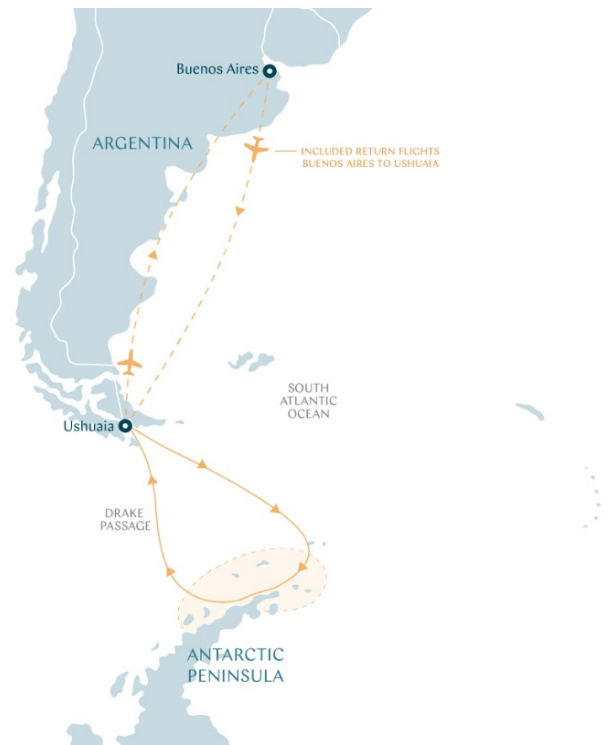 Buenos Aires
ARGENTINA
INCLUDED RETURN FLIGHTS
BUENOS AIRES TO USHUAIA
SOUTH
ATLANTIC
OCEAN
Ushuaia
DRAKE
PASSAGE
ANTARCTIC
PENINSULA